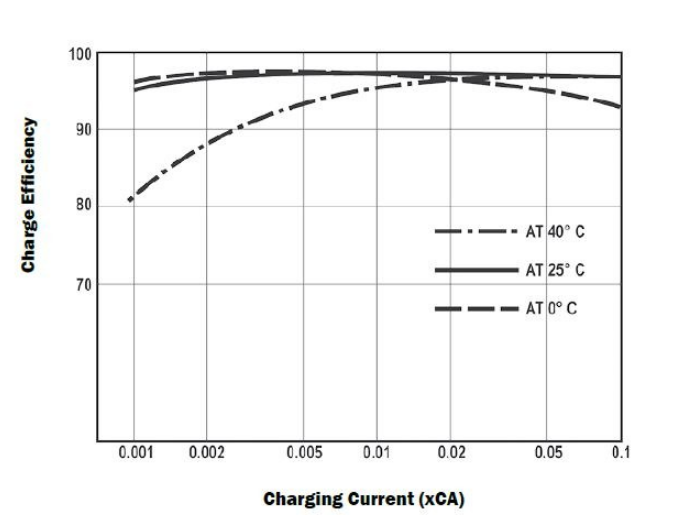 100
90
80
70
Charge Efficiency
AT 40° C
AT 25° C
AT 0° C
0.001 0.002 0.005 0.01 0.02 0.05 0.1
Charging Current (xCA)